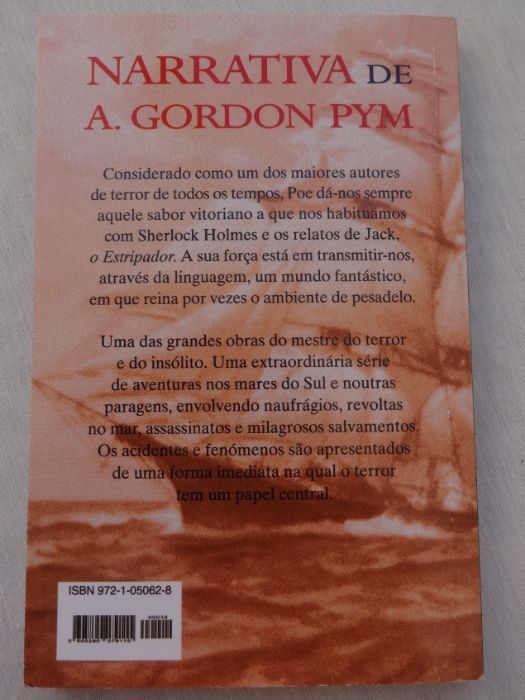 NARRATIVA DE
A. GORDON PYM
Considerado como um dos maiores autores
de terror de todos os tempos, Poe dá-nos sempre
aquele sabor vitoriano a que nos habituámos
com Sherlock Holmes e os relatos de Jack,
o Estripador. A sua força está em transmitir-nos,
através da linguagem, um mundo fantástico,
em que reina por vezes o ambiente de pesadelo.
Uma das grandes obras do mestre do terror
e do insólito. Uma extraordinária série
de aventuras nos mares do Sul e noutras
paragens, envolvendo naufrágios, revoltas
no mar, assassinatos e milagrosos salvamentos.
Os acidentes e fenómenos são apresentados
de uma forma imediata na qual o terror
tem um papel central.
ISBN 972-1-05062-8